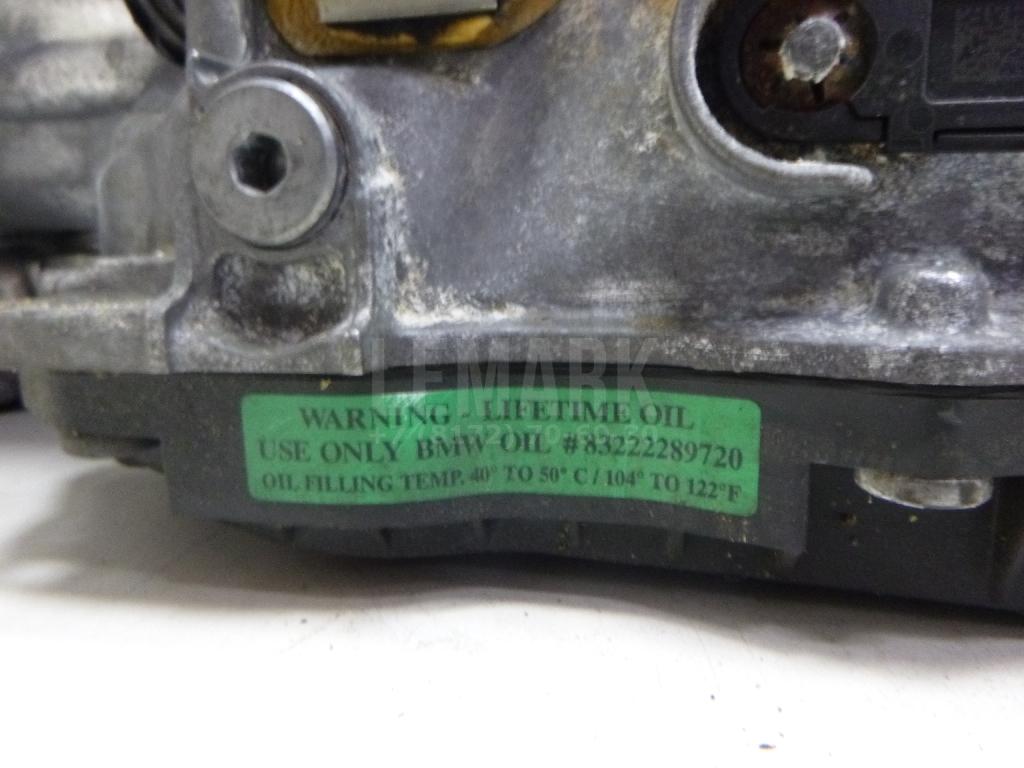 LEMARK
WARNING - LIFETIME OIL
USE ONLY BMW OIL #83222289720
OIL FILLING TEMP. 40° TO 50° C / 104° TO 122°F